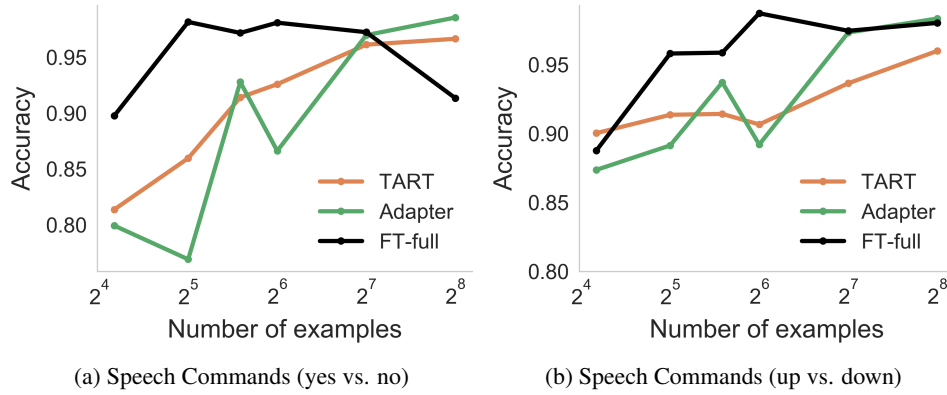 0.95
0.90
0.85
0.80
Accuracy
TART
Adapter
FT-full
2^4 2^5 2^6 2^7 2^8
Number of examples
(a) Speech Commands (yes vs. no)
0.95
0.90
0.85
0.80
Accuracy
TART
Adapter
FT-full
2^4 2^5 2^6 2^7 2^8
Number of examples
(b) Speech Commands (up vs. down)